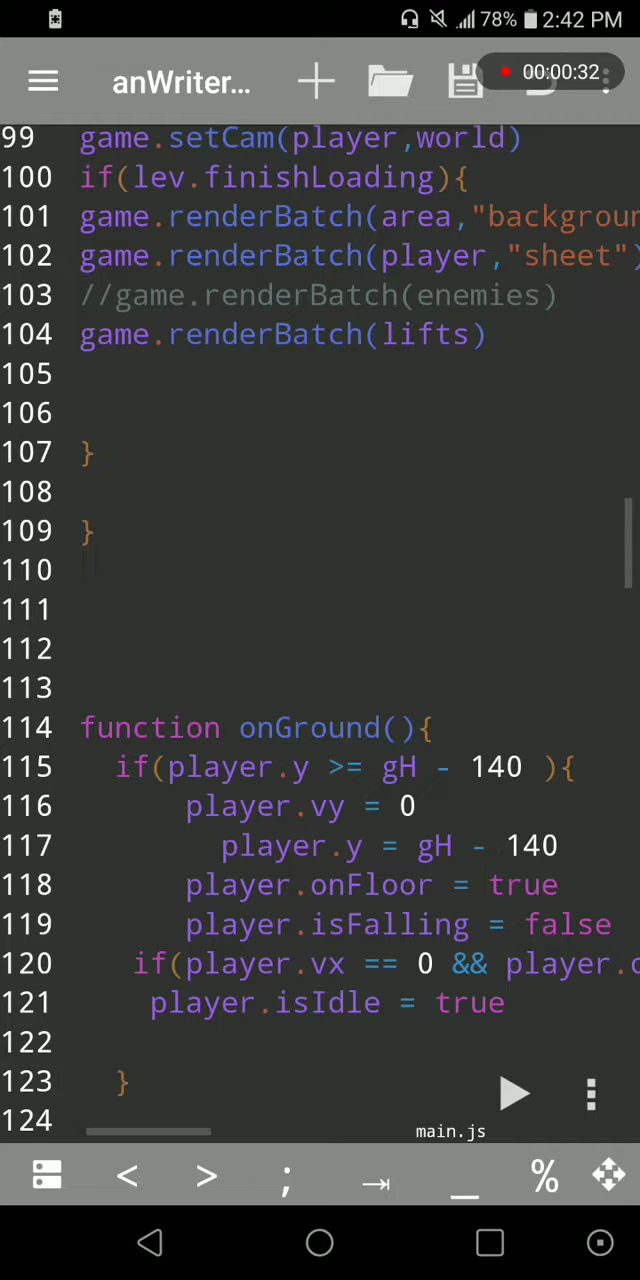 78% 2:42 PM
anWriter...
00:00:32
99 game.setCam(player,world)
100 if(lev.finishLoading){
101 game.renderBatch(area,"backgroun
102 game.renderBatch(player,"sheet")
103 //game.renderBatch(enemies)
104 game.renderBatch(lifts)
105
106
107 }
108
109 }
110
111
112
113
114 function onGround(){
115 if(player.y >= gH - 140 ){
116 player.vy = 0
117 player.y = gH - 140
118 player.onFloor = true
119 player.isFalling = false
120 if(player.vx == 0 && player.o
121 player.isIdle = true
122
123 }
124
main.js
< > ; _ %